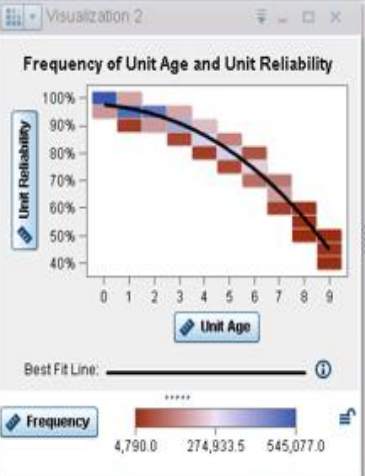 Visualization 2
Frequency of Unit Age and Unit Reliability
Unit Reliability
100%
90%
80%
70%
60%
50%
40%
0 1 2 3 4 5 6 7 8 9
Unit Age
Best Fit Line:
Frequency
4,790.0 274,933.5 545,077.0